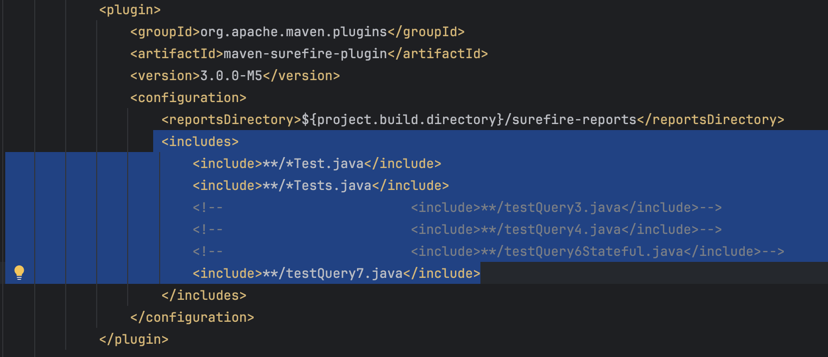 <plugin>
<groupId>org.apache.maven.plugins</groupId>
<artifactId>maven-surefire-plugin</artifactId>
<version>3.0.0-M5</version>
<configuration>
<reportsDirectory>${project.build.directory}/surefire-reports</reportsDirectory>
<includes>
<include>**/*Test.java</include>
<include>**/*Tests.java</include>
<!-- <include>**/testQuery3.java</include>-->
<!-- <include>**/testQuery4.java</include>-->
<!-- <include>**/testQuery6Stateful.java</include>-->
<include>**/testQuery7.java</include>
</includes>
</configuration>
</plugin>